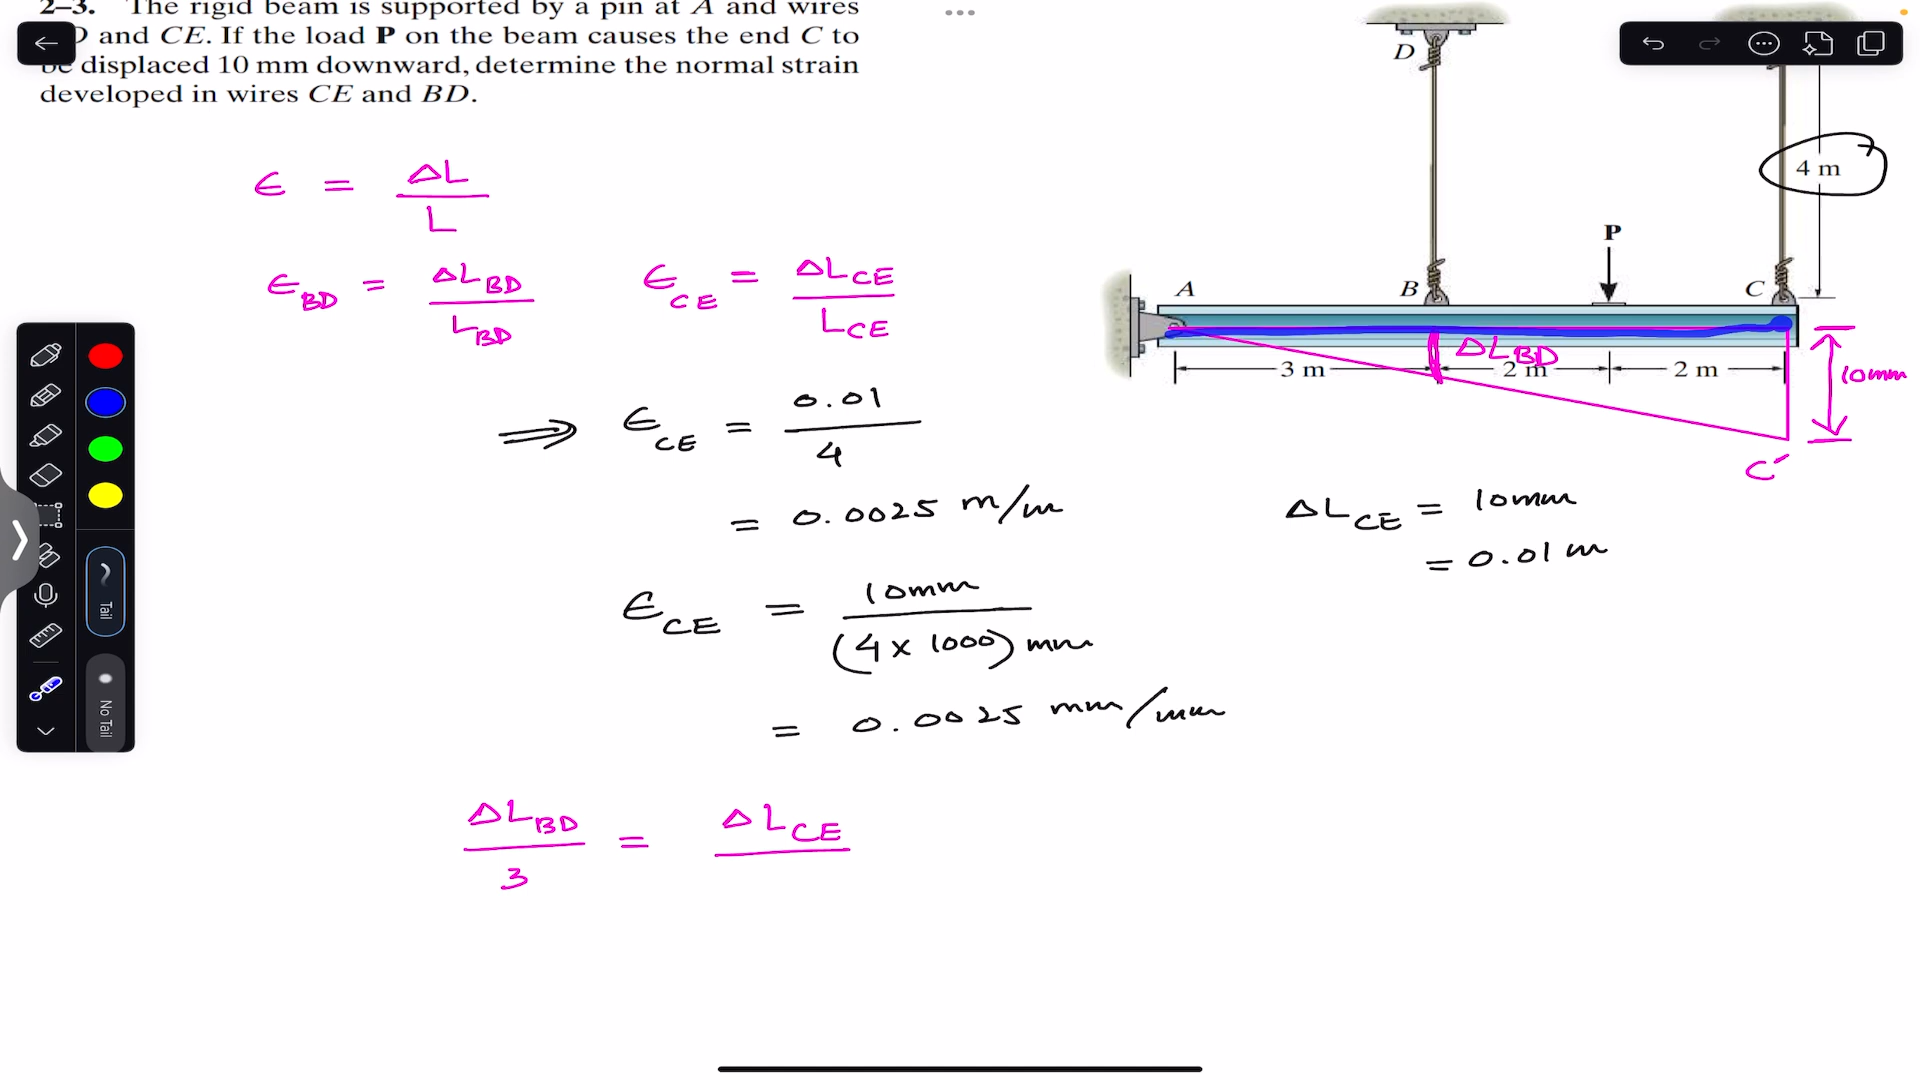 2–3. The rigid beam is supported by a pin at A and wires
D and CE. If the load P on the beam causes the end C to
be displaced 10 mm downward, determine the normal strain
developed in wires CE and BD.
D
4 m
P
A
B
C
ΔL_BD
3 m
2 m
2 m
10mm
C′
ϵ = ΔL / L
ϵ_BD = ΔL_BD / L_BD
ϵ_CE = ΔL_CE / L_CE
⇒ ϵ_CE = 0.01 / 4
= 0.0025 m/m
ΔL_CE = 10mm
= 0.01 m
ϵ_CE = 10mm / (4 x 1000) mm
= 0.0025 mm/mm
ΔL_BD / 3 = ΔL_CE
Tail
No Tail